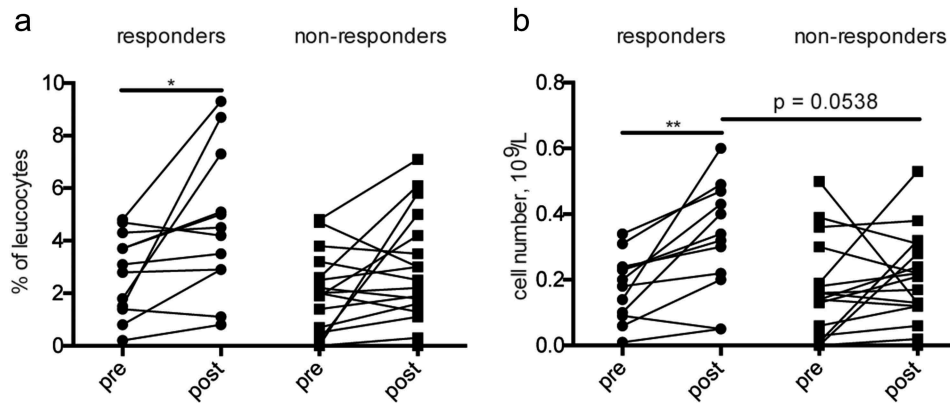 a
responders
non-responders
*
% of leucocytes
10
8
6
4
2
0
pre
post
pre
post
b
responders
non-responders
p = 0.0538
**
cell number, 10⁹/L
0.8
0.6
0.4
0.2
0.0
pre
post
pre
post